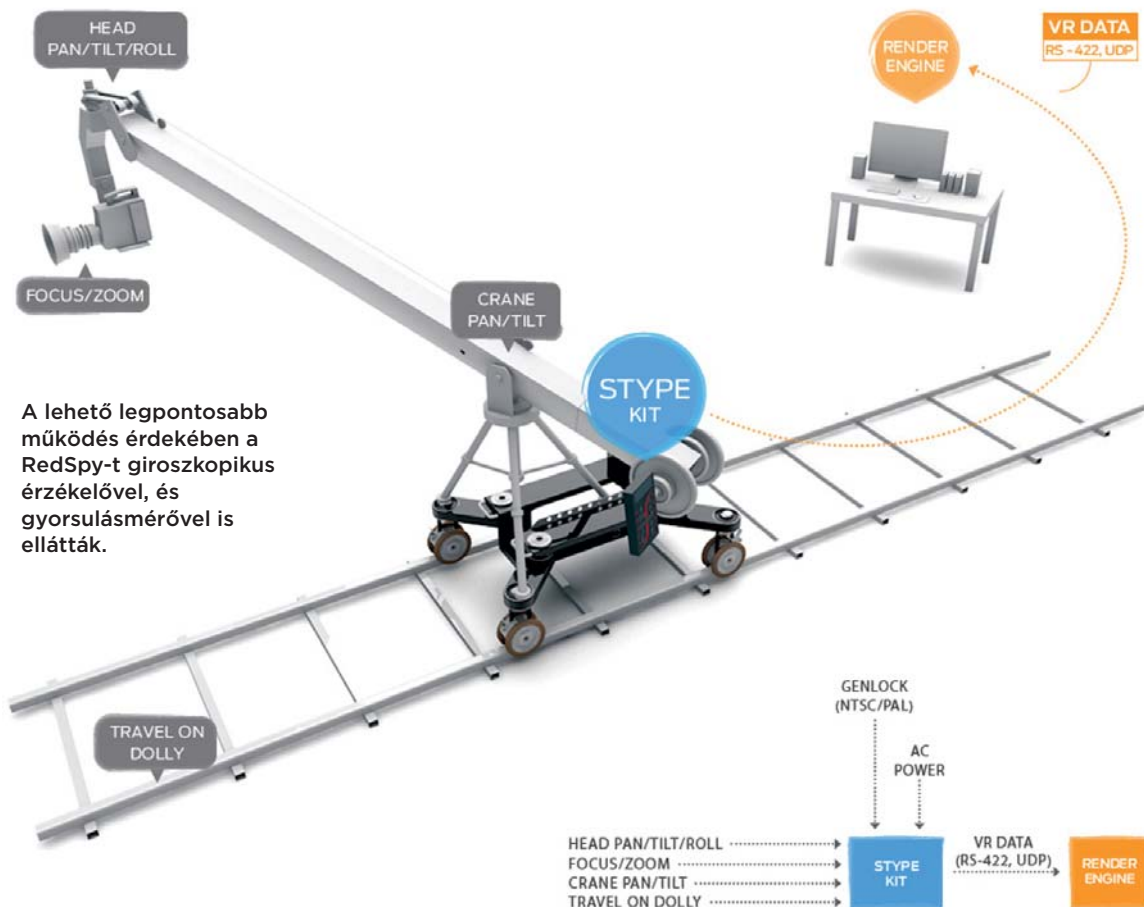 HEAD
PAN/TILT/ROLL
FOCUS/ZOOM
CRANE
PAN/TILT
STYPE
KIT
RENDER
ENGINE
VR DATA
RS -422, UDP
A lehető legpontosabb
működés érdekében a
RedSpy-t giroszkopikus
érzékelővel, és
gyorsulásmérővel is
ellátták.
TRAVEL ON
DOLLY
GENLOCK
(NTSC/PAL)
AC
POWER
HEAD PAN/TILT/ROLL
FOCUS/ZOOM
CRANE PAN/TILT
TRAVEL ON DOLLY
STYPE
KIT
VR DATA
(RS-422, UDP)
RENDER
ENGINE